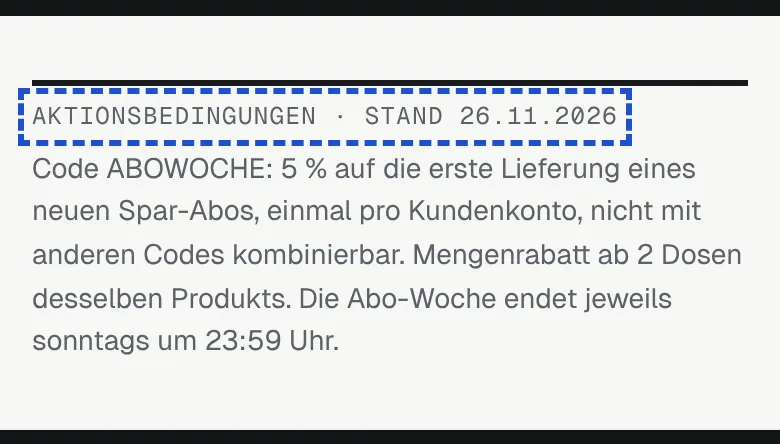 AKTIONSBEDINGUNGEN · STAND 26.11.2026
Code ABOWOCHE: 5 % auf die erste Lieferung eines
neuen Spar-Abos, einmal pro Kundenkonto, nicht mit
anderen Codes kombinierbar. Mengenrabatt ab 2 Dosen
desselben Produkts. Die Abo-Woche endet jeweils
sonntags um 23:59 Uhr.